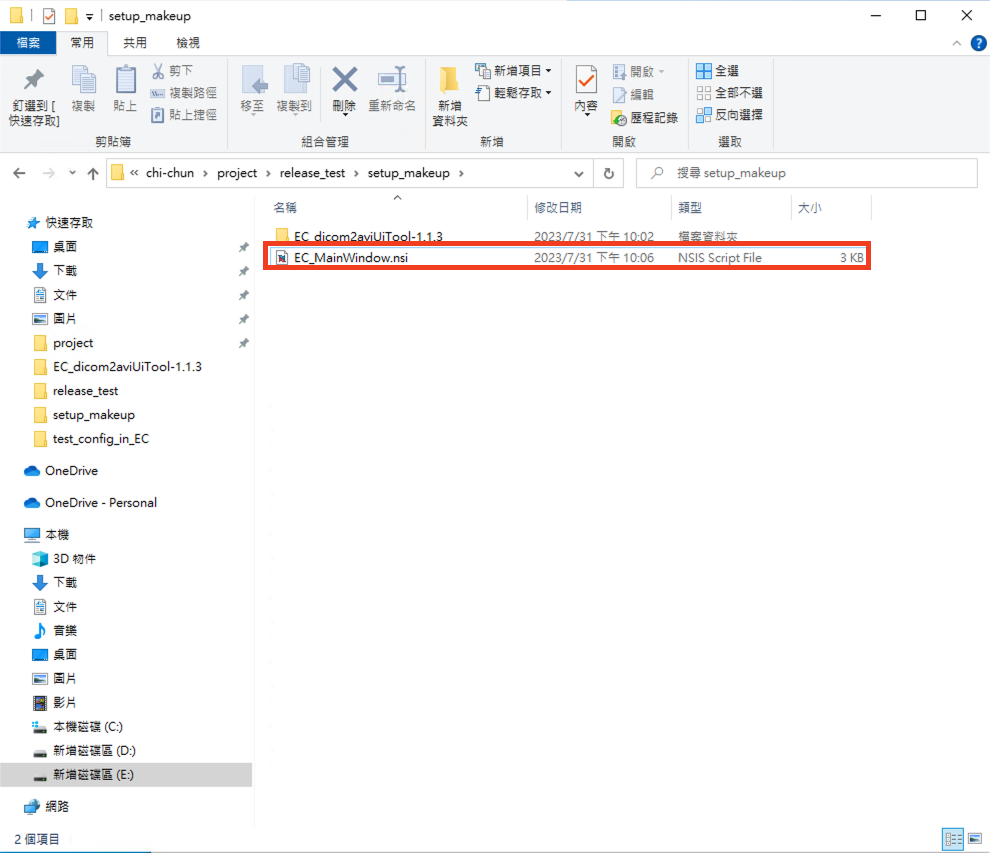 setup_makeup
檔案 常用 共用 檢視
釘選到 [
快速存取]
複製
貼上
剪下
複製路徑
貼上捷徑
剪貼簿
移至
複製到
刪除
重新命名
組合管理
新增
資料夾
新增項目
輕鬆存取
新增
內容
開啟
編輯
歷程記錄
開啟
全選
全部不選
反向選擇
選取
« chi-chun › project › release_test › setup_makeup ›
搜尋 setup_makeup
快速存取
桌面
下載
文件
圖片
project
EC_dicom2aviUiTool-1.1.3
release_test
setup_makeup
test_config_in_EC
OneDrive
OneDrive - Personal
本機
3D 物件
下載
文件
音樂
桌面
圖片
影片
本機磁碟 (C:)
新增磁碟區 (D:)
新增磁碟區 (E:)
網路
名稱 修改日期 類型 大小
EC_dicom2aviUiTool-1.1.3 2023/7/31 下午 10:02 檔案資料夾
EC_MainWindow.nsi 2023/7/31 下午 10:06 NSIS Script File 3 KB
2 個項目